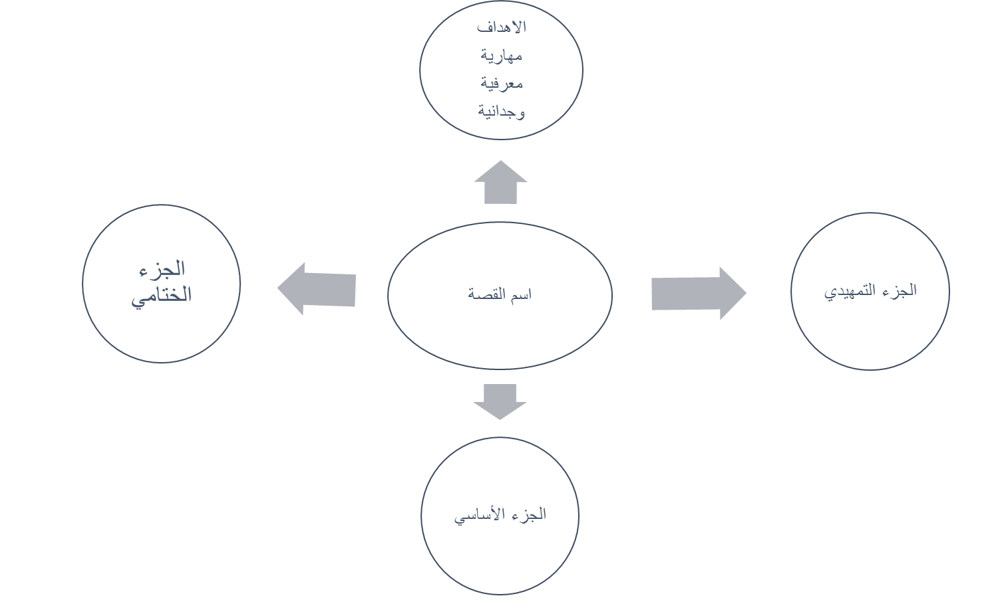 الاهداف
مهارية
معرفية
وجدانية
الجزء التمهيدي
اسم القصة
الجزء
الختامي
الجزء الأساسي